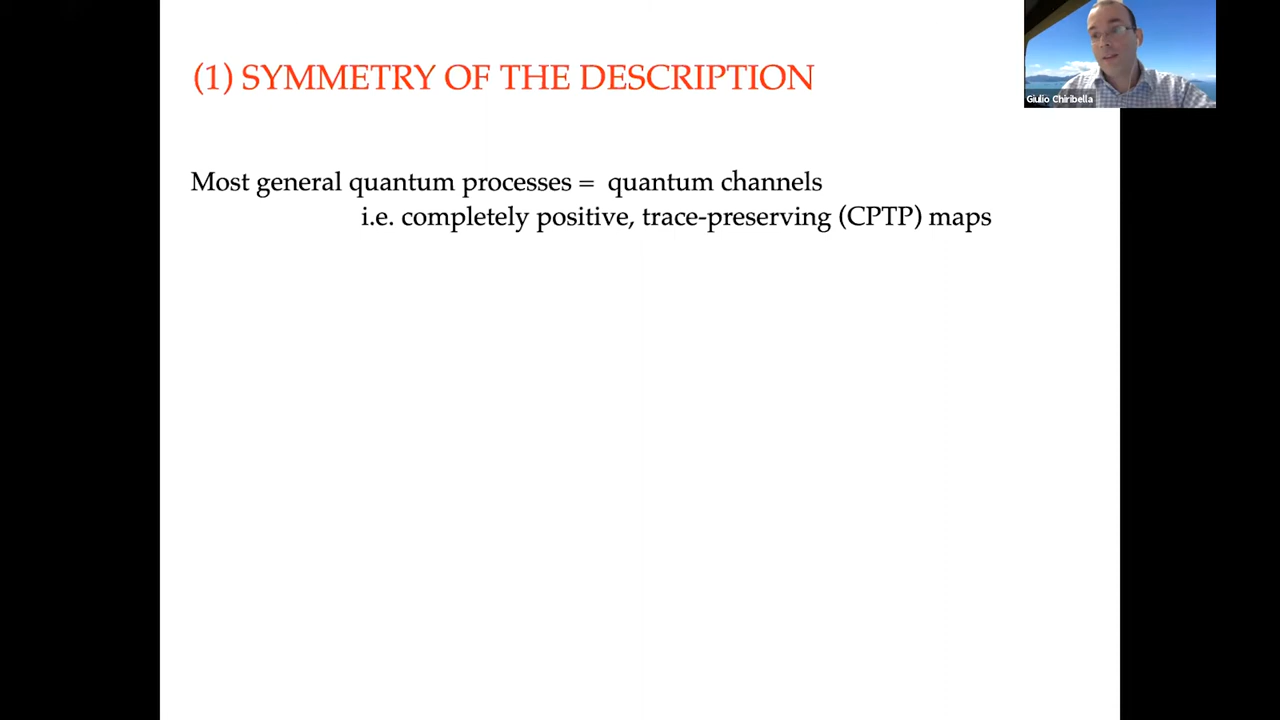 (1) SYMMETRY OF THE DESCRIPTION
Giulio Chiribella
Most general quantum processes = quantum channels
i.e. completely positive, trace-preserving (CPTP) maps